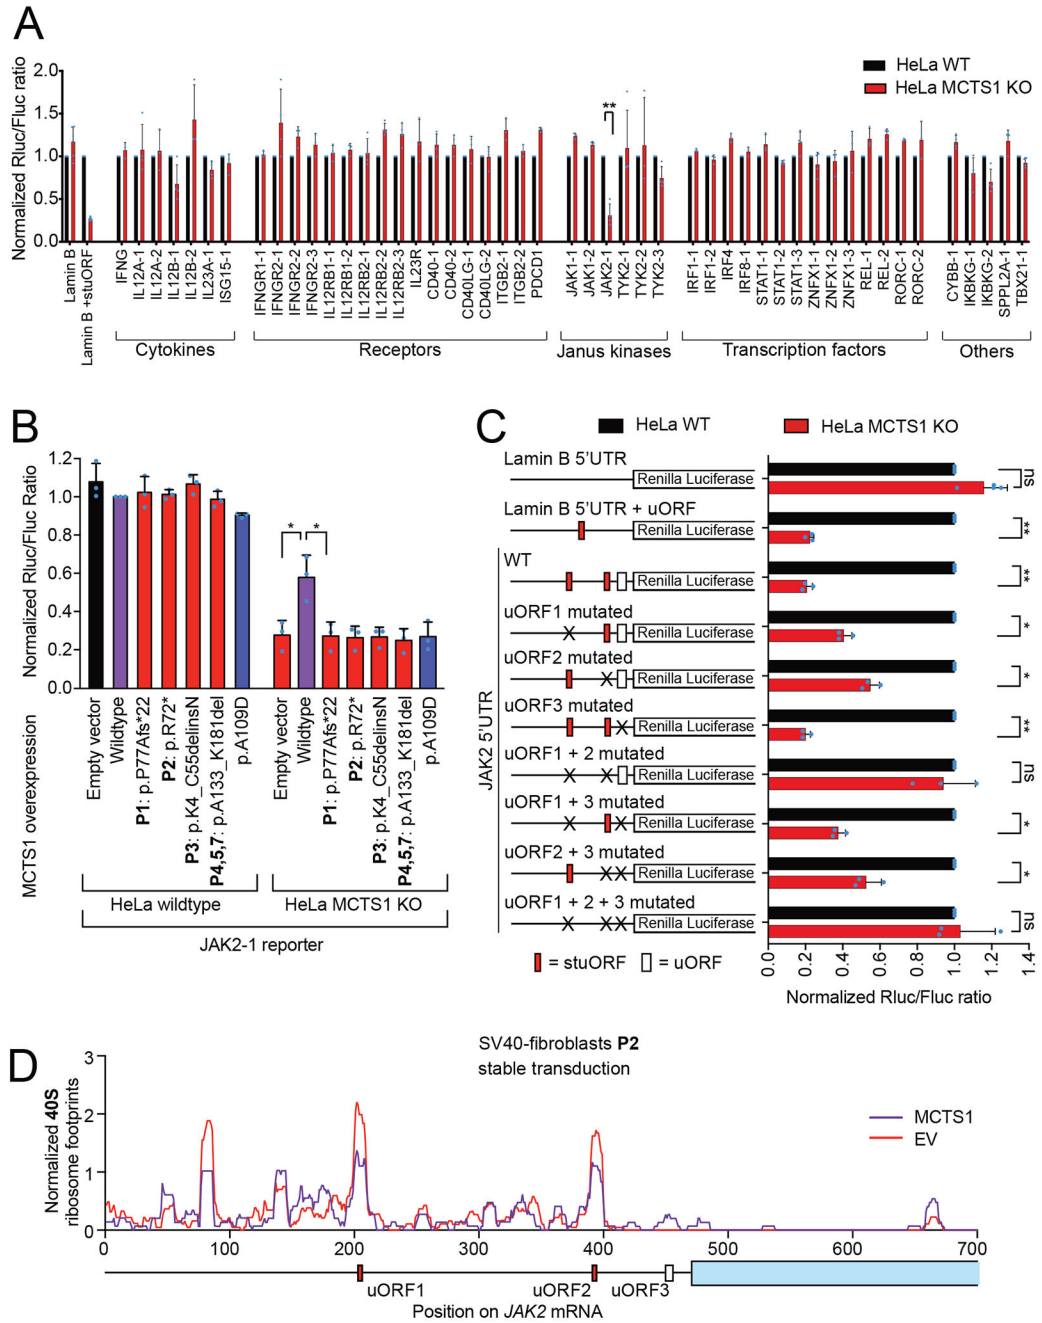 A
Normalized Rluc/Fluc ratio
2.0
1.5
1.0
0.5
0.0
HeLa WT
HeLa MCTS1 KO
**
Lamin B
Lamin B +stuORF
IFNG
IL12A-1
IL12A-2
IL12B-1
IL12B-2
IL23A-1
ISG15-1
IFNGR1-1
IFNGR2-1
IFNGR2-2
IFNGR2-3
IL12RB1-1
IL12RB1-2
IL12RB2-1
IL12RB2-2
IL12RB2-3
IL23R
CD40-1
CD40-2
CD40LG-1
CD40LG-2
ITGB2-1
ITGB2-2
PDCD1
JAK1-1
JAK1-2
JAK2-1
TYK2-1
TYK2-2
TYK2-3
IRF1-1
IRF1-2
IRF4
IRF8-1
STAT1-1
STAT1-2
STAT1-3
ZNFX1-1
ZNFX1-2
ZNFX1-3
REL-1
REL-2
RORC-1
RORC-2
CYBB-1
IKBKG-1
IKBKG-2
SPPL2A-1
TBX21-1
Cytokines
Receptors
Janus kinases
Transcription factors
Others
B
Normalized Rluc/Fluc Ratio
1.2
1.0
0.8
0.6
0.4
0.2
0.0
*
*
MCTS1 overexpression
Empty vector
Wildtype
P1: p.P77Afs*22
P2: p.R72*
P3: p.K4_C55delinsN
P4,5,7: p.A133_K181del
p.A109D
Empty vector
Wildtype
P1: p.P77Afs*22
P2: p.R72*
P3: p.K4_C55delinsN
P4,5,7: p.A133_K181del
p.A109D
HeLa wildtype
HeLa MCTS1 KO
JAK2-1 reporter
C
HeLa WT
HeLa MCTS1 KO
Lamin B 5'UTR
Renilla Luciferase
ns
Lamin B 5'UTR + uORF
Renilla Luciferase
**
JAK2 5'UTR
WT
Renilla Luciferase
**
uORF1 mutated
X
Renilla Luciferase
*
uORF2 mutated
X
Renilla Luciferase
*
uORF3 mutated
X
Renilla Luciferase
**
uORF1 + 2 mutated
X X
Renilla Luciferase
ns
uORF1 + 3 mutated
X X
Renilla Luciferase
*
uORF2 + 3 mutated
XX
Renilla Luciferase
*
uORF1 + 2 + 3 mutated
X XX
Renilla Luciferase
ns
= stuORF
= uORF
0.0
0.2
0.4
0.6
0.8
1.0
1.2
1.4
Normalized Rluc/Fluc ratio
D
SV40-fibroblasts P2
stable transduction
Normalized 40S
ribosome footprints
3
2
1
0
MCTS1
EV
0 100 200 300 400 500 600 700
uORF1
uORF2
uORF3
Position on JAK2 mRNA